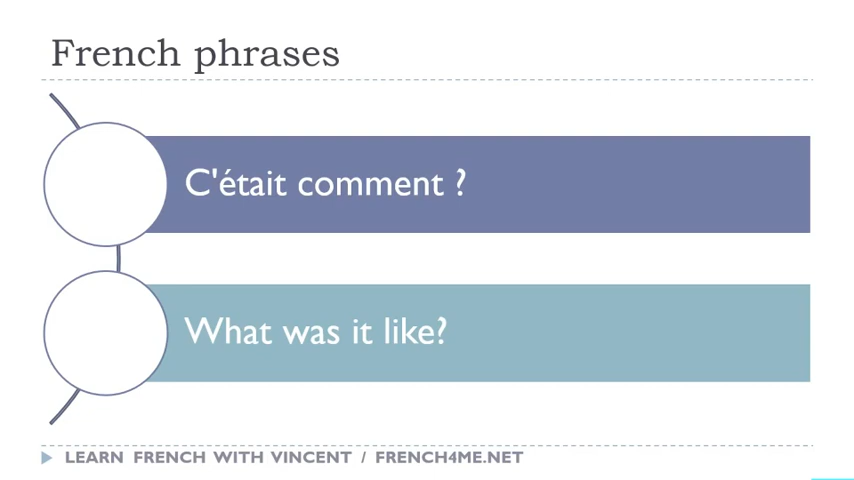 French phrases
C'était comment ?
What was it like?
LEARN FRENCH WITH VINCENT / FRENCH4ME.NET